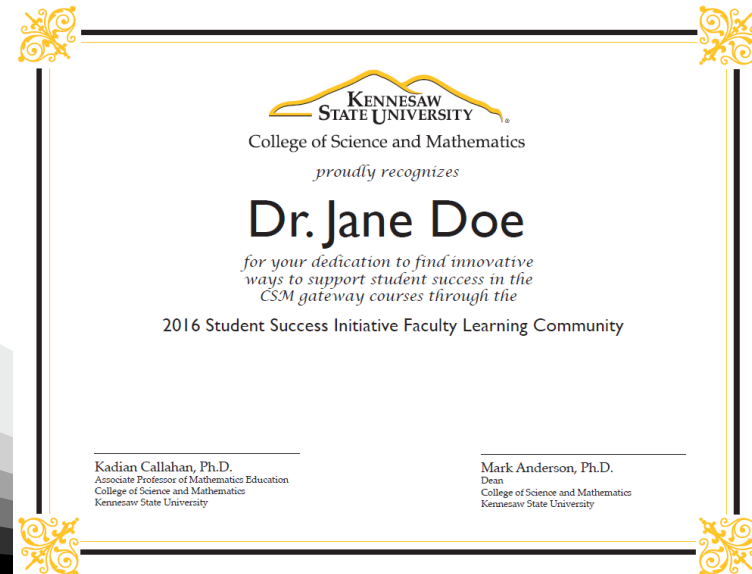 KENNESAW
STATE UNIVERSITY
®
College of Science and Mathematics
proudly recognizes
Dr. Jane Doe
for your dedication to find innovative
ways to support student success in the
CSM gateway courses through the
2016 Student Success Initiative Faculty Learning Community
Kadian Callahan, Ph.D.
Associate Professor of Mathematics Education
College of Science and Mathematics
Kennesaw State University
Mark Anderson, Ph.D.
Dean
College of Science and Mathematics
Kennesaw State University